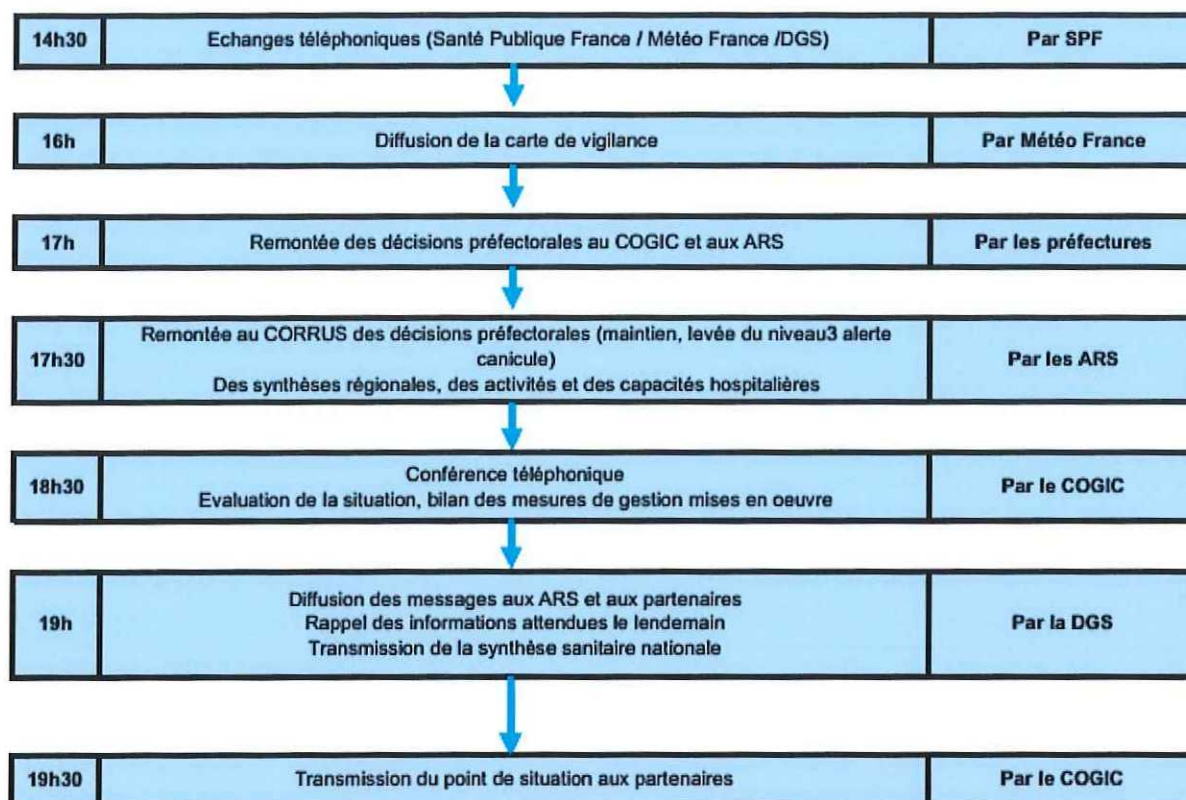 14h30 Echanges téléphoniques (Santé Publique France / Météo France /DGS) Par SPF
16h Diffusion de la carte de vigilance Par Météo France
17h Remontée des décisions préfectorales au COGIC et aux ARS Par les préfectures
Remontée au CORRUS des décisions préfectorales (maintien, levée du niveau3 alerte
17h30 canicule) Par les ARS
Des synthèses régionales, des activités et des capacités hospitalières
Conférence téléphonique
18h30 Par le COGIC
Evaluation de la situation, bilan des mesures de gestion mises en oeuvre
Diffusion des messages aux ARS et aux partenaires
19h Rappel des informations attendues le lendemain Par la DGS
Transmission de la synthèse sanitaire nationale
19h30 Transmission du point de situation aux partenaires Par le COGIC